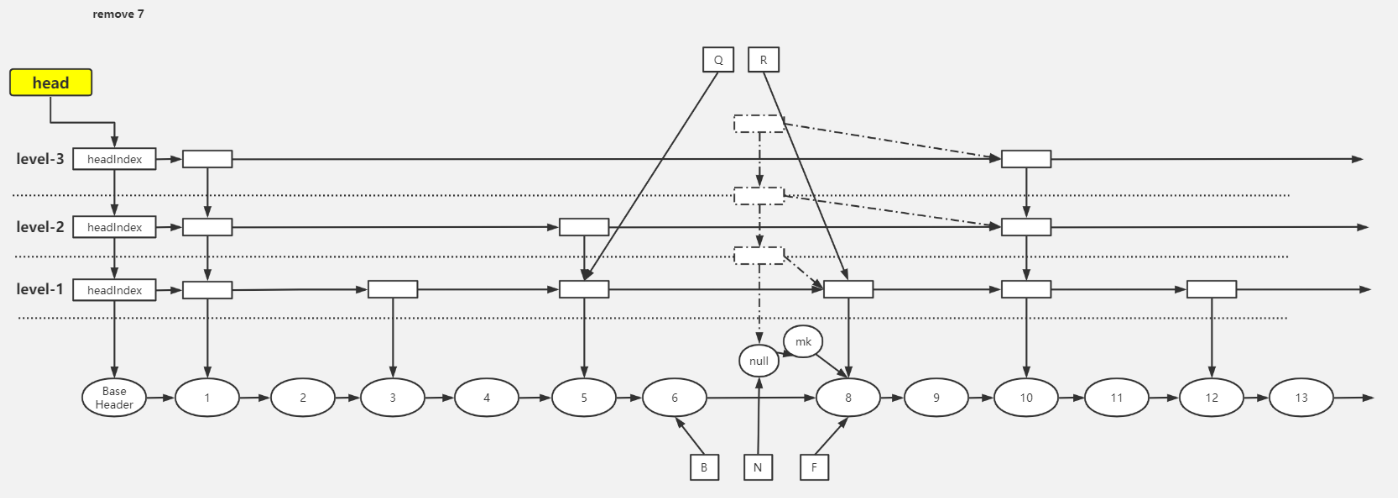 remove 7
Q R
head
level-3 headIndex
level-2 headIndex
level-1 headIndex
mk
null
Base
Header
1 2 3 4 5 6 8 9 10 11 12 13
B N F